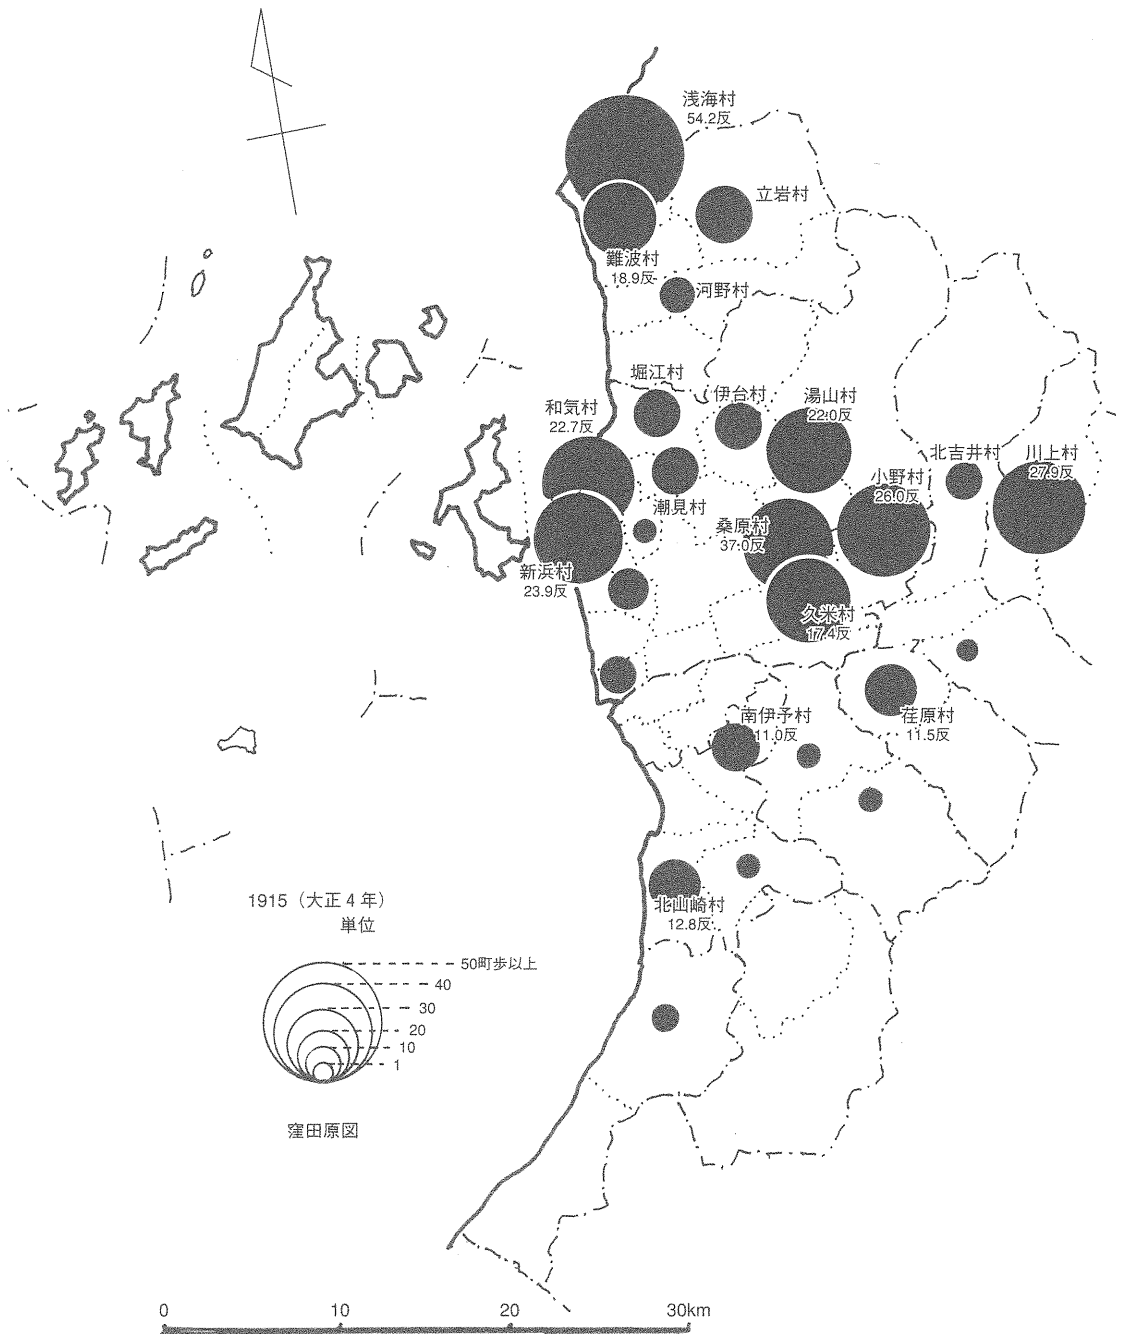 浅海村
54.2反
立岩村
難波村
18.9反
河野村
堀江村
伊台村
湯山村
22.0反
和気村
22.7反
北吉井村
川上村
27.9反
小野村
26.0反
潮見村
桑原村
37.0反
新浜村
23.9反
久米村
17.4反
南伊予村
11.0反
荏原村
11.5反
北山崎村
12.8反
1915（大正4年）
単位
50町歩以上
40
30
20
10
1
窪田原図
0 10 20 30km